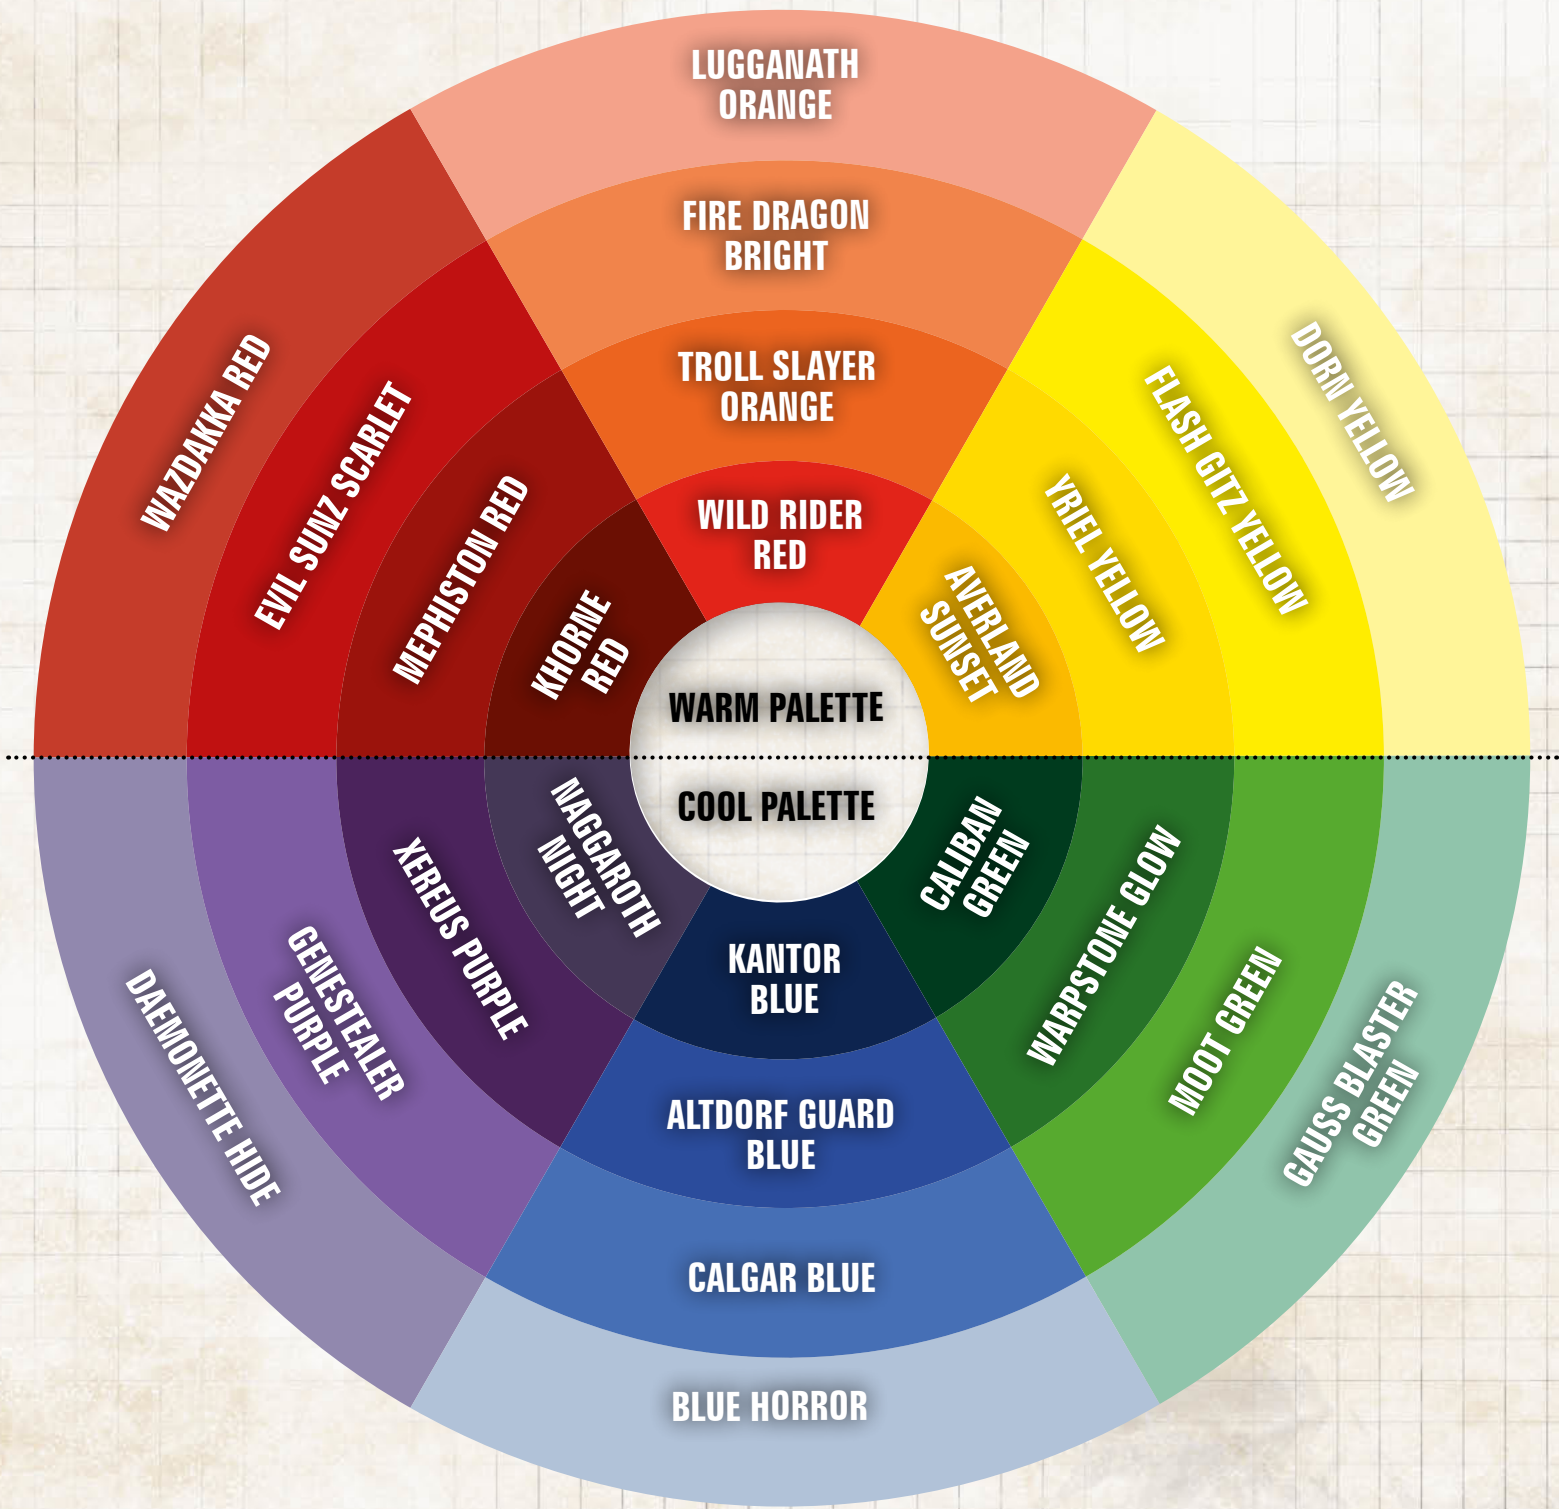 LUGGANATH
ORANGE
FIRE DRAGON
BRIGHT
TROLL SLAYER
ORANGE
WILD RIDER
RED
WAZDAKKA RED
EVIL SUNZ SCARLET
MEPHISTON RED
KHORNE
RED
AVERLAND
SUNSET
YRIEL YELLOW
FLASH GITZ YELLOW
DORN YELLOW
WARM PALETTE
COOL PALETTE
DAEMONETTE HIDE
GENESTEALER
PURPLE
XEREUS PURPLE
NAGGAROTH
NIGHT
CALIBAN
GREEN
WARPSTONE GLOW
MOOT GREEN
GAUSS BLASTER
GREEN
KANTOR
BLUE
ALTDORF GUARD
BLUE
CALGAR BLUE
BLUE HORROR